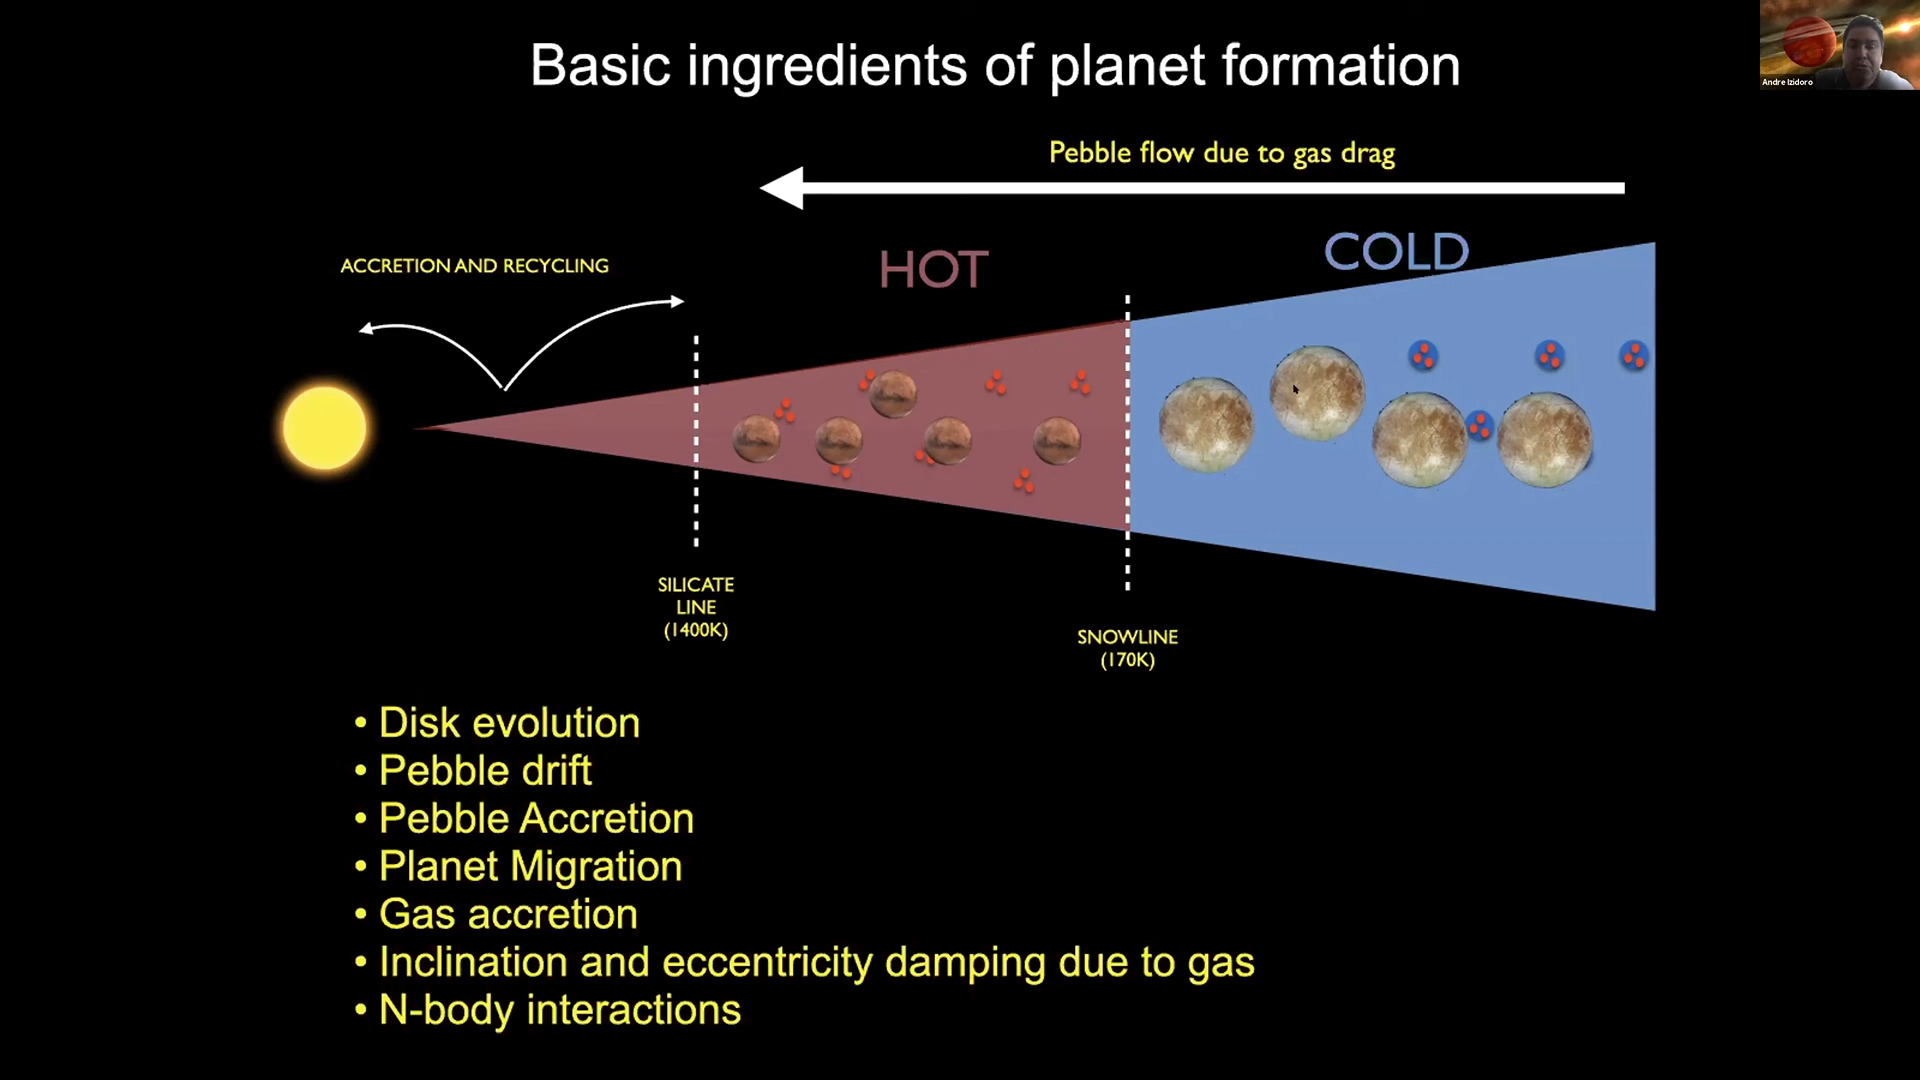 Basic ingredients of planet formation
Andre Izidoro
Pebble flow due to gas drag
COLD
HOT
ACCRETION AND RECYCLING
SILICATE
LINE
(1400K)
SNOWLINE
(170K)
• Disk evolution
• Pebble drift
• Pebble Accretion
• Planet Migration
• Gas accretion
• Inclination and eccentricity damping due to gas
• N-body interactions